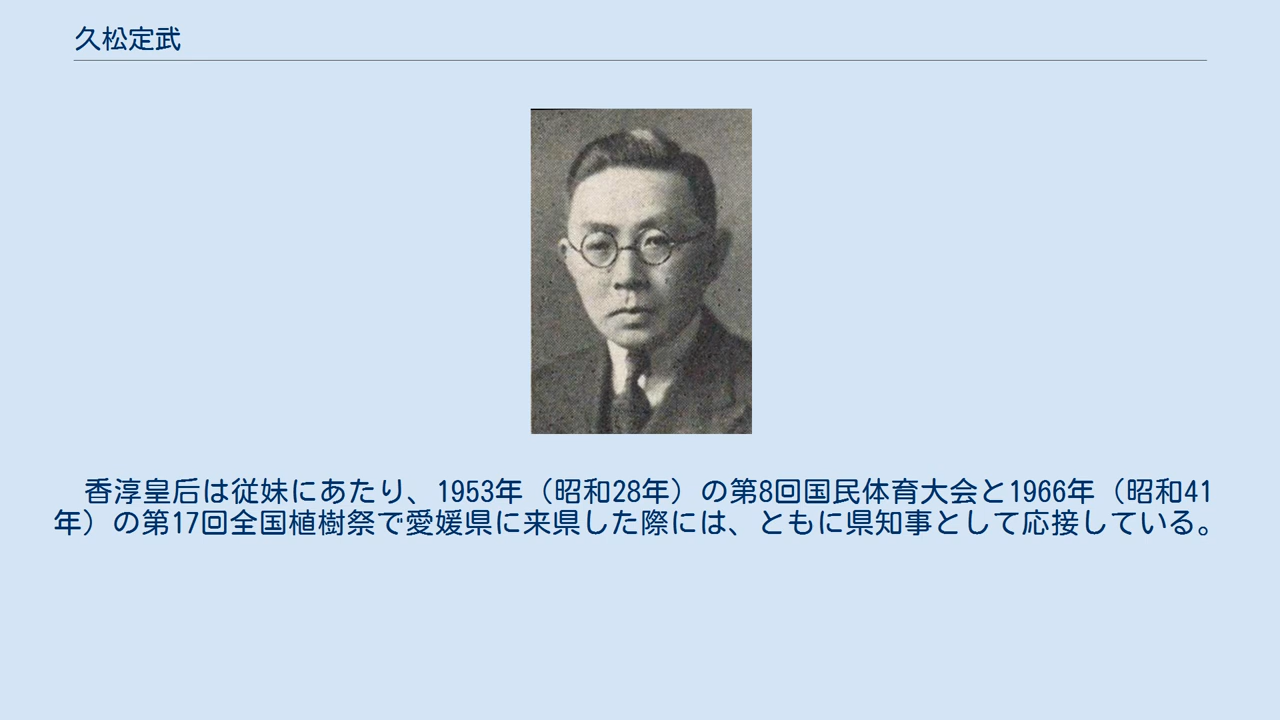 久松定武
香淳皇后は従妹にあたり、1953年（昭和28年）の第8回国民体育大会と1966年（昭和41
年）の第17回全国植樹祭で愛媛県に来県した際には、ともに県知事として応接している。